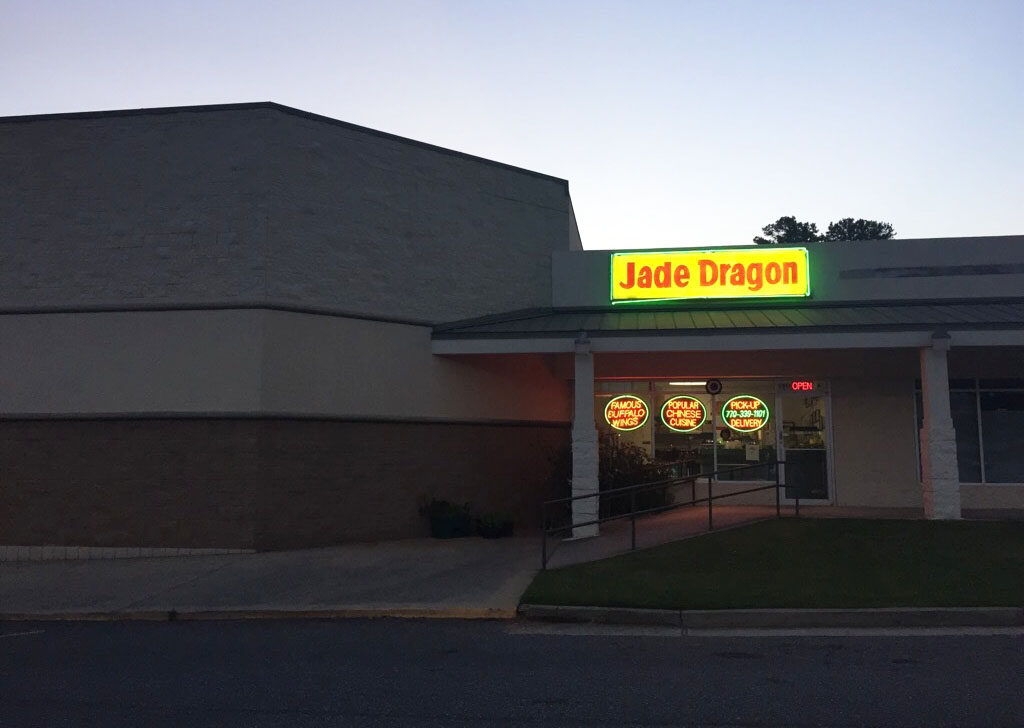 Jade Dragon
OPEN
FAMOUS
BUFFALO
WINGS
POPULAR
CHINESE
CUISINE
PICK-UP
770-339-1101
DELIVERY